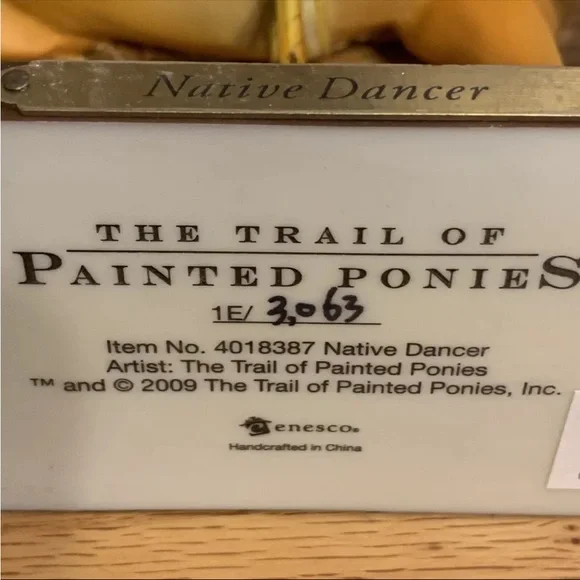 Native Dancer
THE TRAIL OF
PAINTED PONIES
1E/ 3,063
Item No. 4018387 Native Dancer
Artist: The Trail of Painted Ponies
™ and © 2009 The Trail of Painted Ponies, Inc.
enesco®
Handcrafted in China